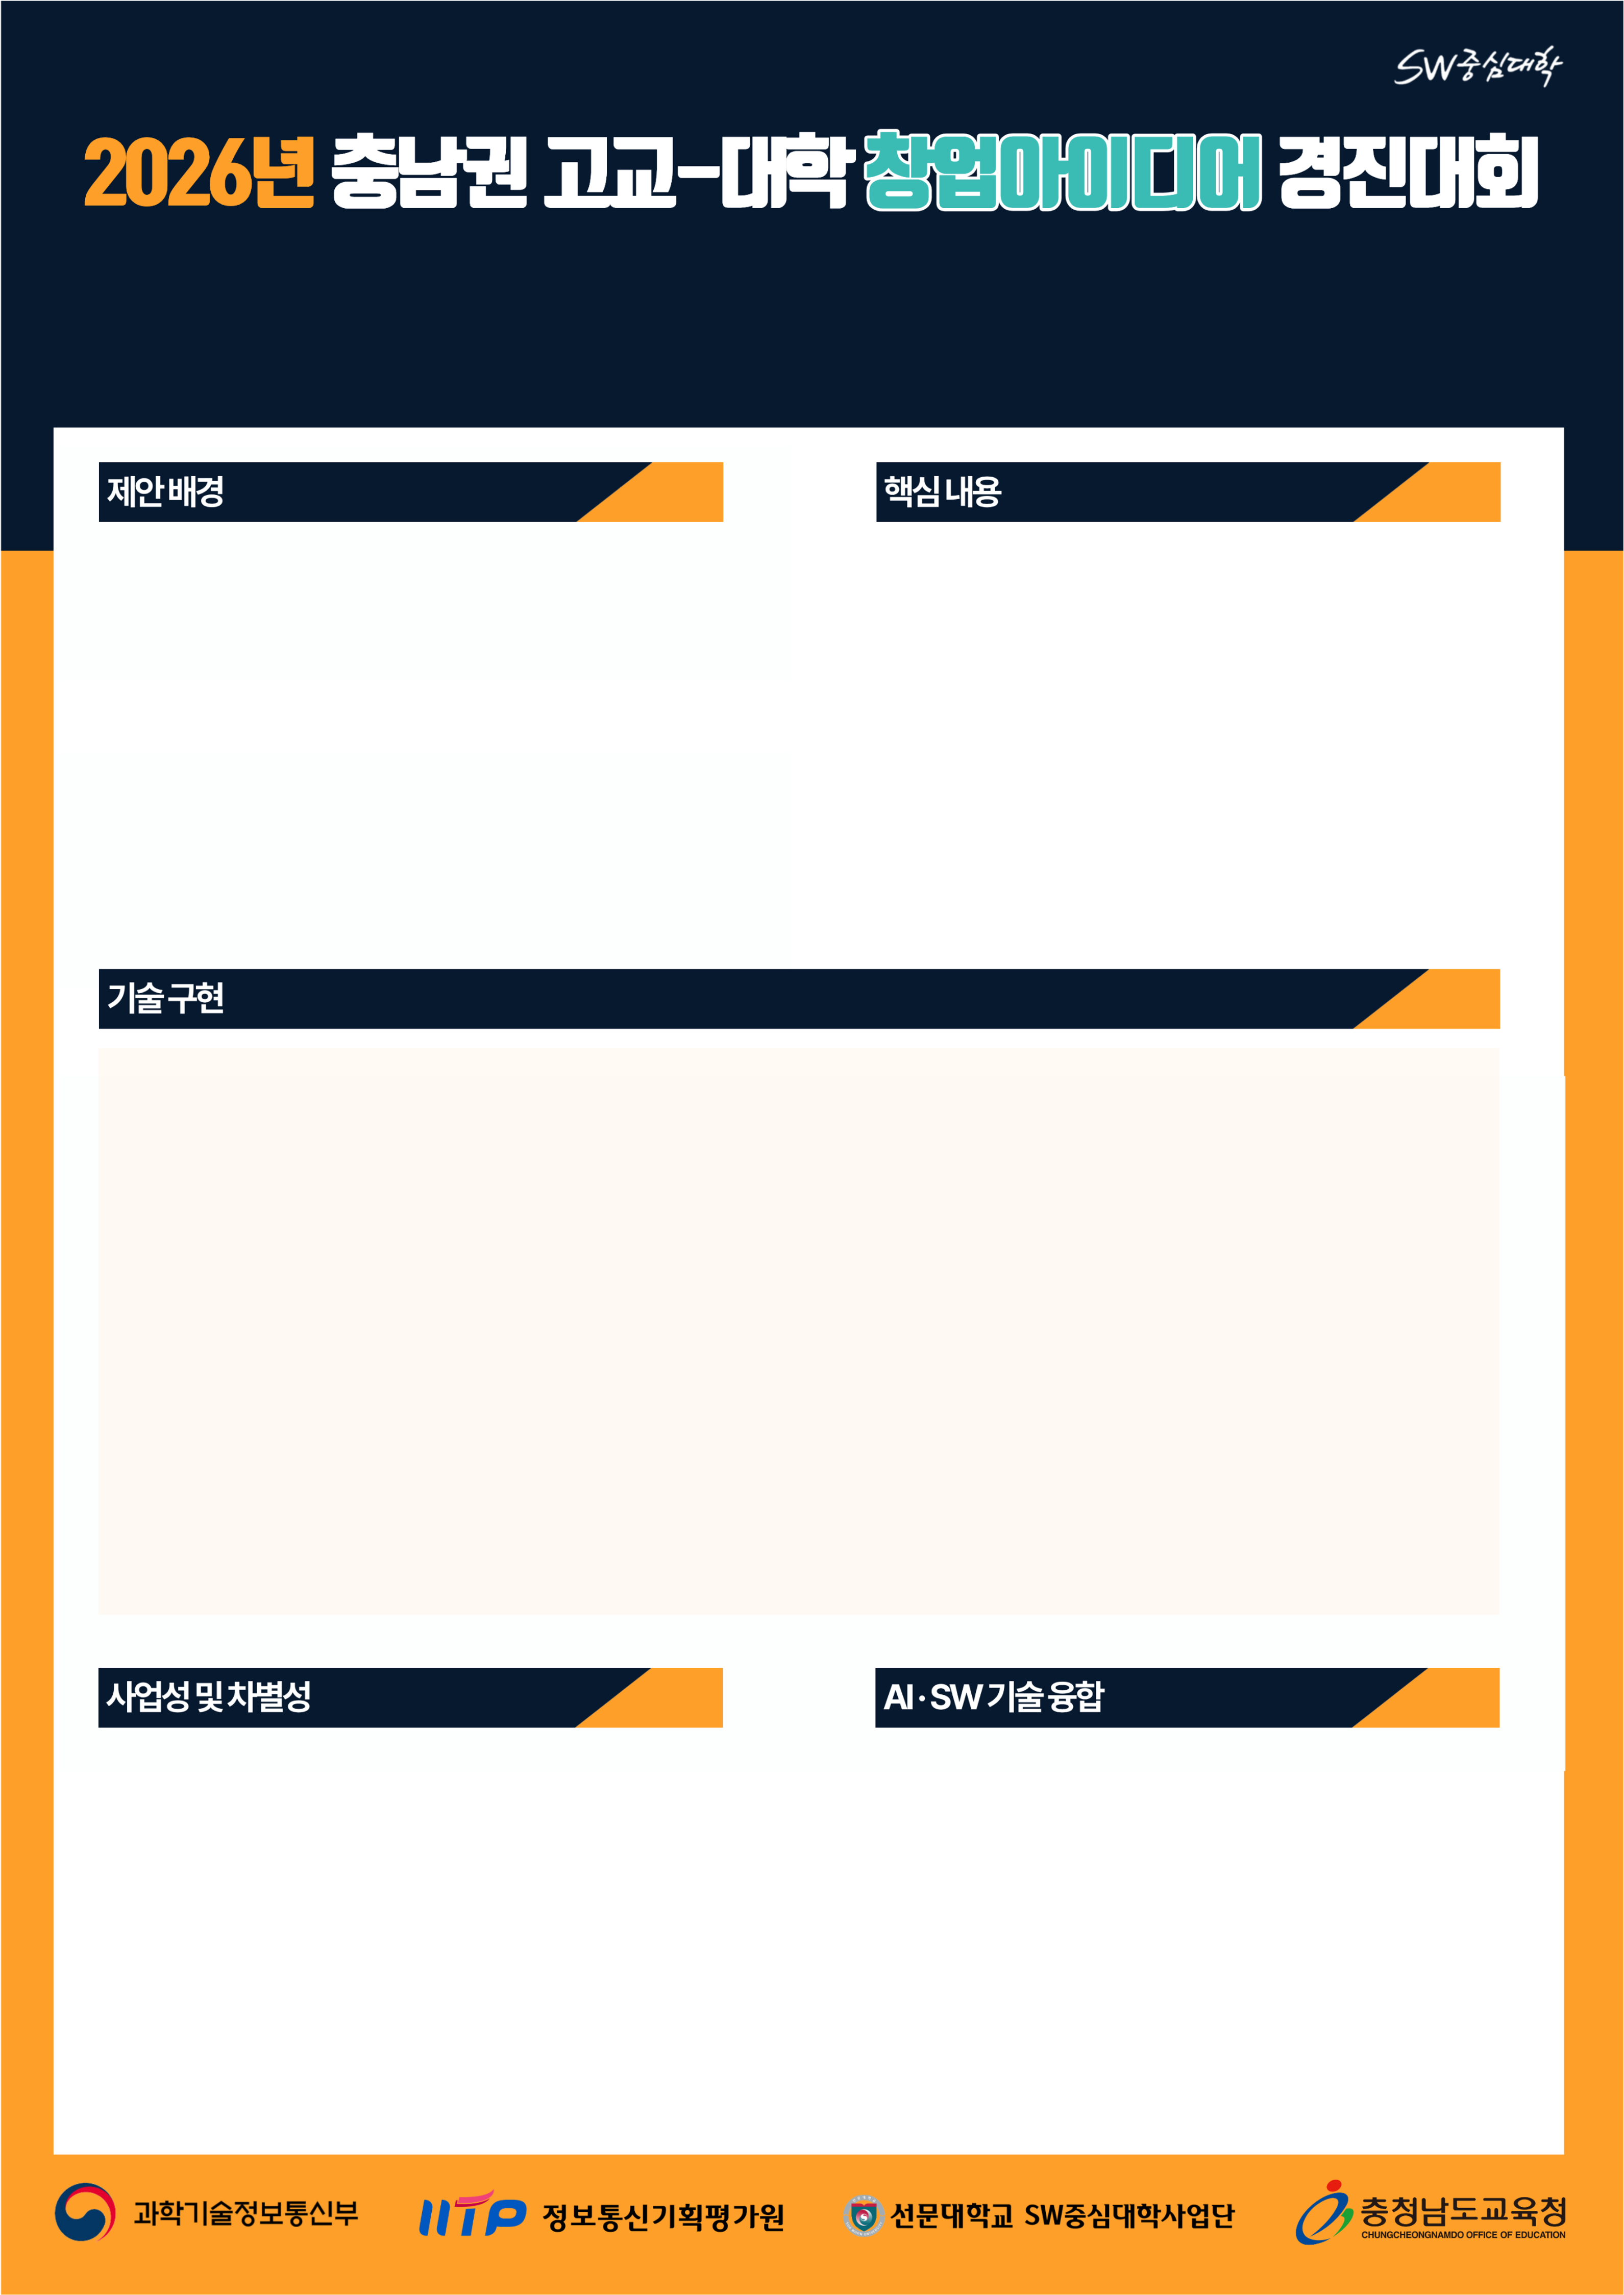 SW중심대학
2026년 충남권 고교-대학 창업아이디어 경진대회
제안 배경
핵심 내용
기술 구현
사업성 및 차별성
AI·SW 기술 융합
과학기술정보통신부
IITP 정보통신기획평가원
선문대학교 SW중심대학사업단
충청남도교육청
CHUNGCHEONGNAMDO OFFICE OF EDUCATION